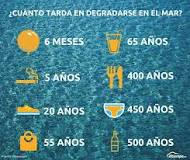 ¿CUÁNTO TARDA EN DEGRADARSE EN EL MAR?
6 MESES
65 AÑOS
5 AÑOS
400 AÑOS
20 AÑOS
450 AÑOS
55 AÑOS
500 AÑOS